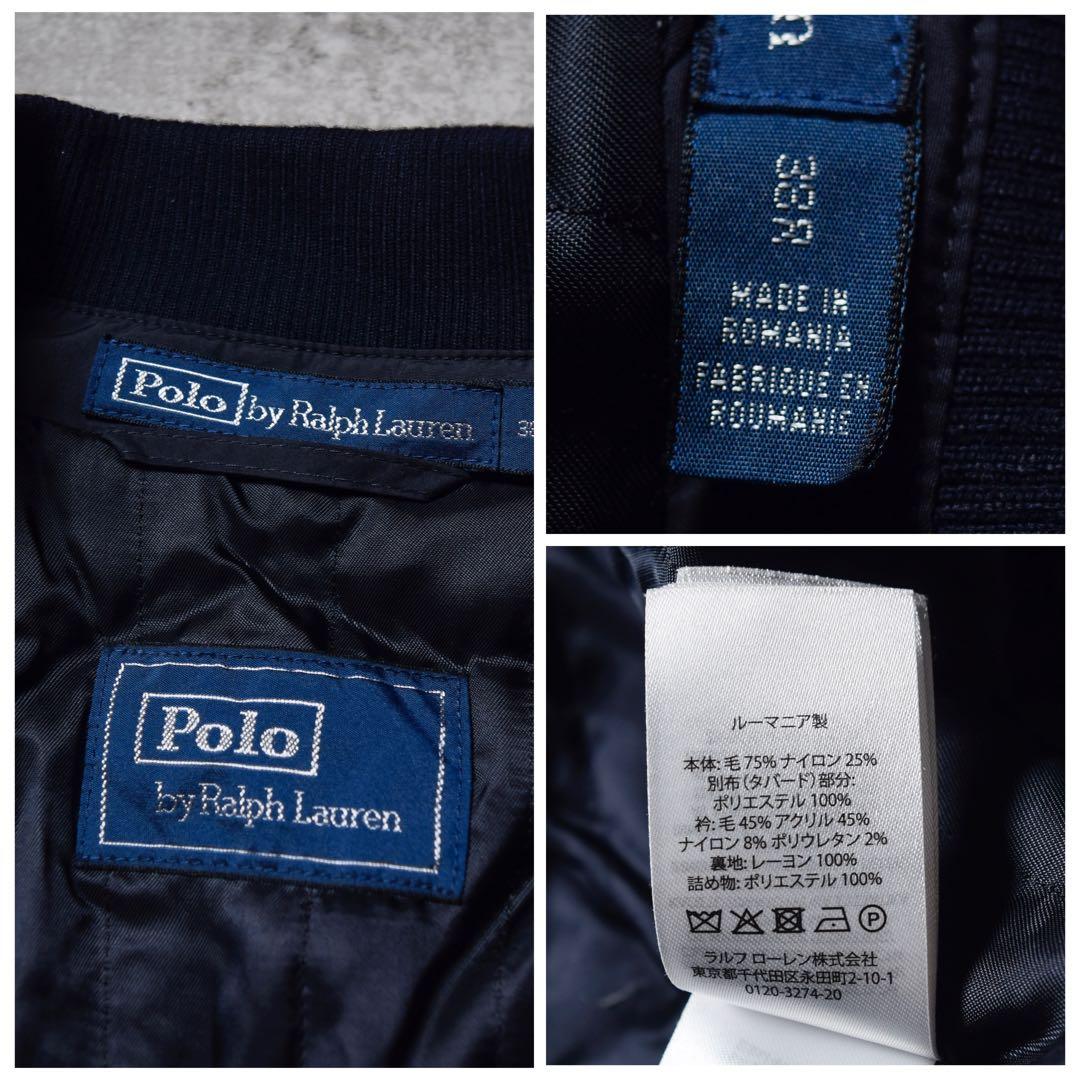 Polo by Ralph Lauren
Polo
by Ralph Lauren
38R
MADE IN
ROMANIA
FABRIQUE EN
ROUMANIE
ルーマニア製
本体: 毛 75% ナイロン 25%
別布（タバード）部分:
ポリエステル 100%
衿: 毛 45% アクリル 45%
ナイロン 8% ポリウレタン 2%
裏地: レーヨン 100%
詰め物: ポリエステル 100%
P
ラルフ ローレン株式会社
東京都千代田区永田町2-10-1
0120-3274-20